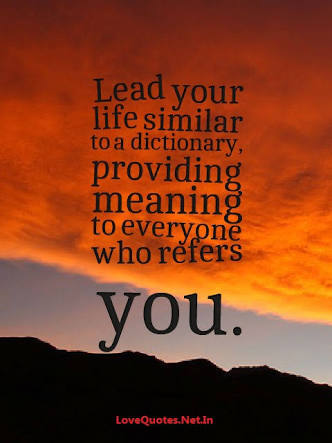 Lead your
life similar
to a dictionary,
providing
meaning
to everyone
who refers
you.
LoveQuotes.Net.In